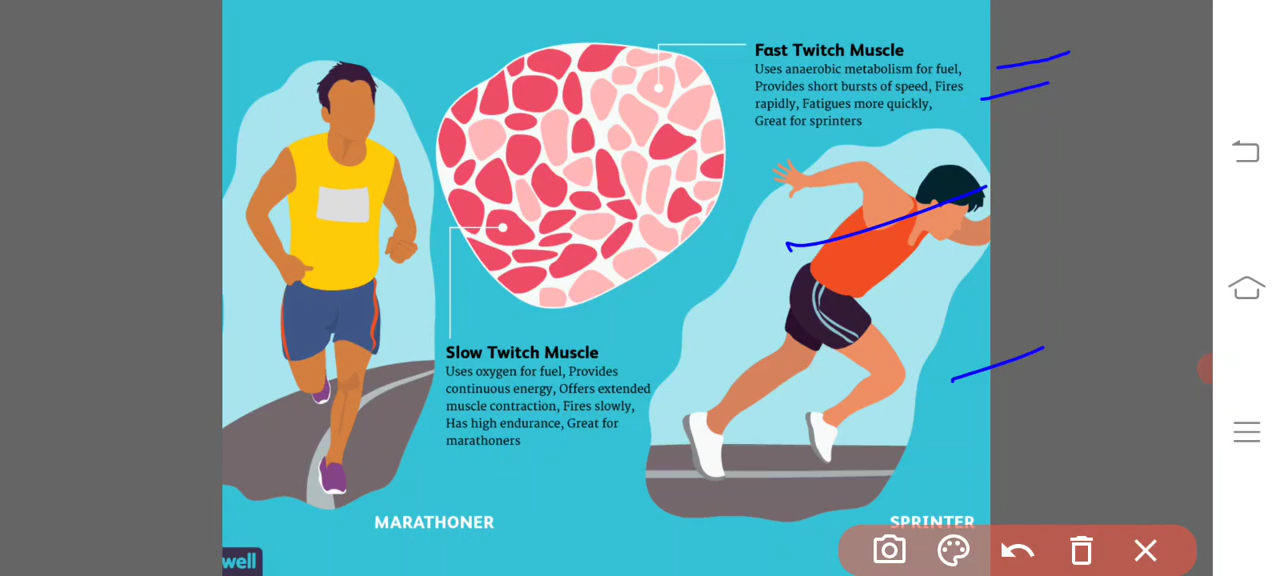 Fast Twitch Muscle
Uses anaerobic metabolism for fuel,
Provides short bursts of speed, Fires
rapidly, Fatigues more quickly,
Great for sprinters
Slow Twitch Muscle
Uses oxygen for fuel, Provides
continuous energy, Offers extended
muscle contraction, Fires slowly,
Has high endurance, Great for
marathoners
MARATHONER
SPRINTER
well